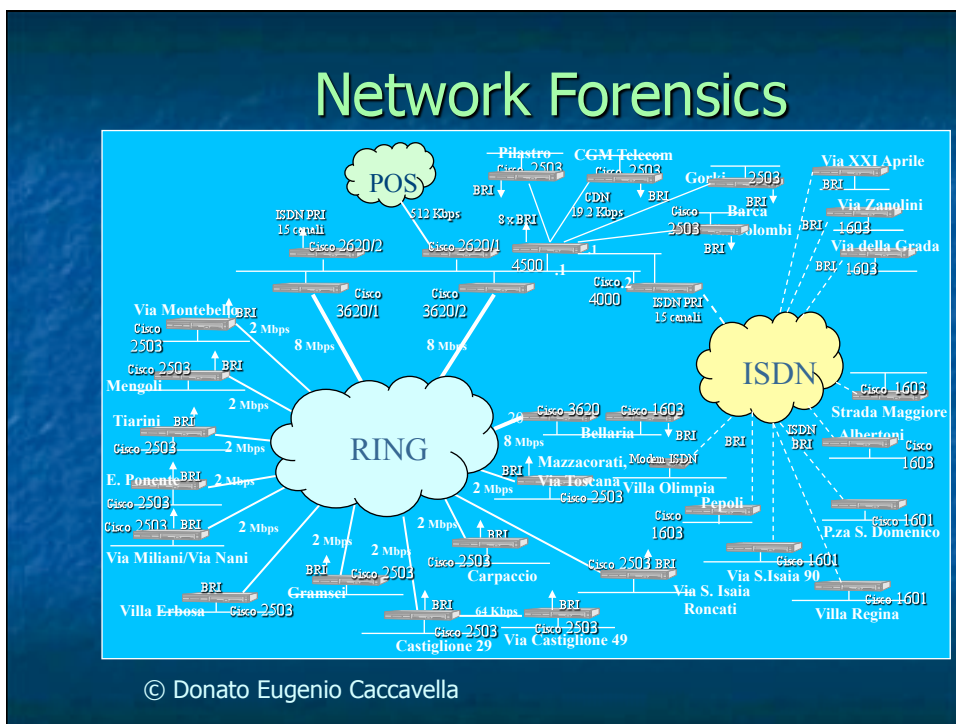 Network Forensics
POS
ISDN PRI
15 canali
Cisco 2620/2
512 Kbps
Cisco 2620/1
Pilastro
Cisco 2503
BRI
8 x BRI
4500
.1
.1
CGM Telecom
Cisco 2503
CDN
19.2 Kbps
BRI
Gorki
2503
BRI
Cisco
2503
Barca
BRI
Cisco
4000
.2
ISDN PRI
15 canali
Via XXI Aprile
BRI
Via Zanolini
BRI
1603
Via della Grada
BRI
1603
Cisco
3620/1
Cisco
3620/2
8 Mbps
8 Mbps
Via Montebello
BRI
Cisco
2503
2 Mbps
Cisco 2503
BRI
Mengoli
2 Mbps
Tiarini
BRI
Cisco 2503
2 Mbps
E. Ponente
BRI
2 Mbps
Cisco 2503
Cisco 2503
BRI
2 Mbps
Via Miliani/Via Nani
BRI
Villa Erbosa
Cisco 2503
RING
ISDN
2 Mbps
BRI
Cisco 2503
Gramsci
2 Mbps
BRI
Cisco 2503
Castiglione 29
64 Kbps
BRI
Cisco 2503
Via Castiglione 49
2 Mbps
BRI
Cisco 2503
Carpaccio
20
Cisco 3620
Cisco 1603
8 Mbps
Bellaria
BRI
BRI
Mazzacorati,
Via Toscana
2 Mbps
Cisco 2503
Modem ISDN
Villa Olimpia
BRI
Cisco 2503
BRI
Via S. Isaia
Roncati
Pepoli
Cisco
1603
Cisco 1601
Via S.Isaia 90
Cisco 1603
Strada Maggiore
ISDN
BRI
Albertoni
Cisco
1603
Cisco 1601
P.za S. Domenico
Cisco 1601
Villa Regina
© Donato Eugenio Caccavella